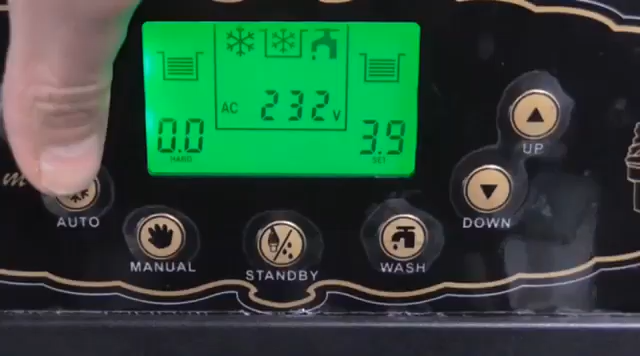 AC 232 V
0.0
HARD
3.9
SET
UP
DOWN
AUTO
MANUAL
STANDBY
WASH